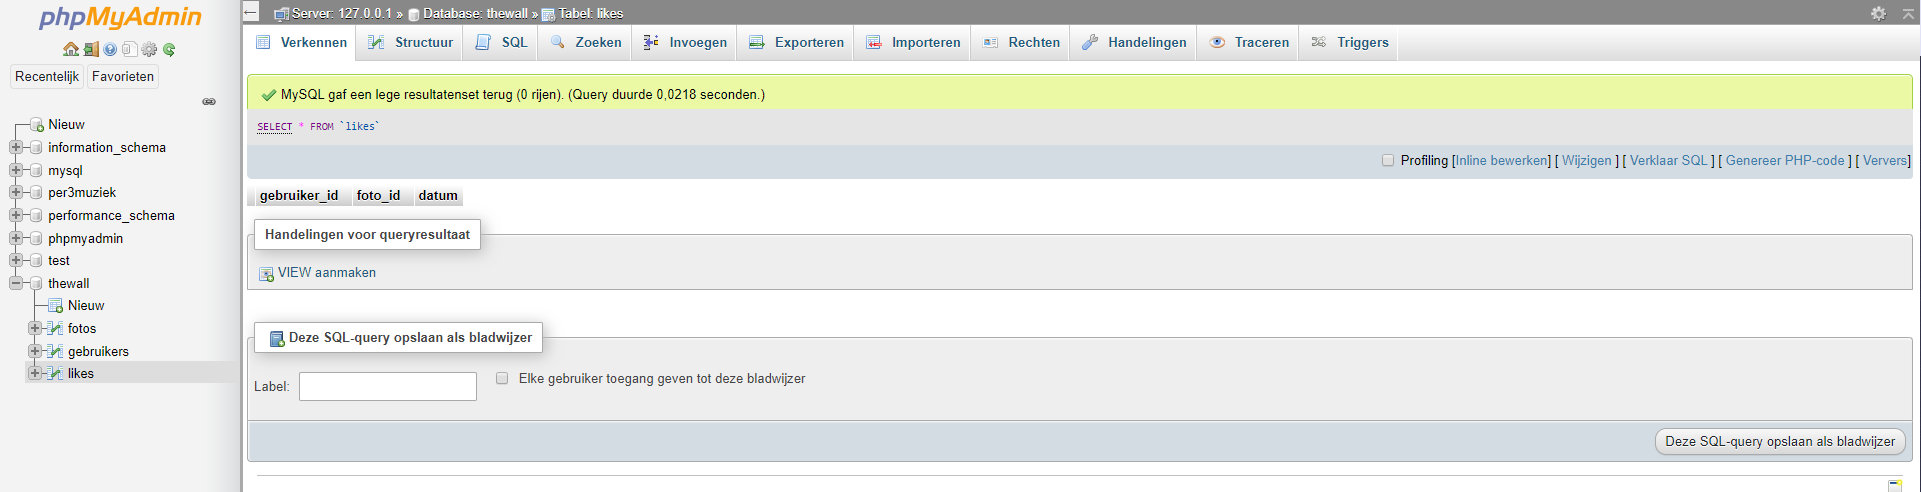 phpMyAdmin
Recentelijk Favorieten
Nieuw
information_schema
mysql
per3muziek
performance_schema
phpmyadmin
test
thewall
Nieuw
fotos
gebruikers
likes
Server: 127.0.0.1 » Database: thewall » Tabel: likes
Verkennen Structuur SQL Zoeken Invoegen Exporteren Importeren Rechten Handelingen Traceren Triggers
MySQL gaf een lege resultatenset terug (0 rijen). (Query duurde 0,0218 seconden.)
SELECT * FROM `likes`
Profiling [Inline bewerken] [ Wijzigen ] [ Verklaar SQL ] [ Genereer PHP-code ] [ Ververs]
gebruiker_id foto_id datum
Handelingen voor queryresultaat
VIEW aanmaken
Deze SQL-query opslaan als bladwijzer
Label: Elke gebruiker toegang geven tot deze bladwijzer
Deze SQL-query opslaan als bladwijzer